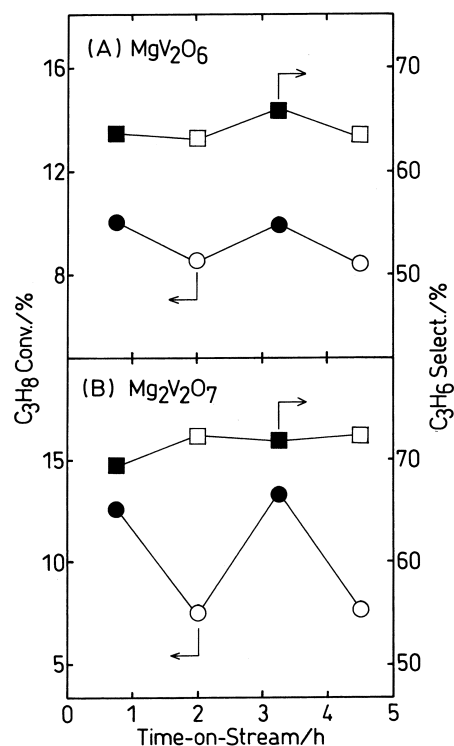 (A) MgV₂O₆
16
12
8
70
60
50
C₃H₈ Conv./%
C₃H₆ Select./%
(B) Mg₂V₂O₇
15
10
5
70
60
50
0 1 2 3 4 5
Time-on-Stream/h